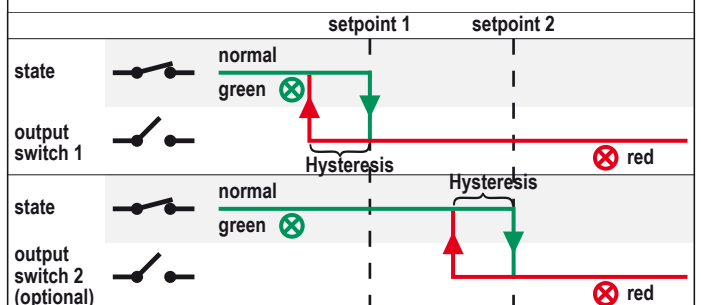 setpoint 1 setpoint 2
normal
state
green
output
switch 1
Hysteresis
red
Hysteresis
normal
state
green
output
switch 2
(optional)
red